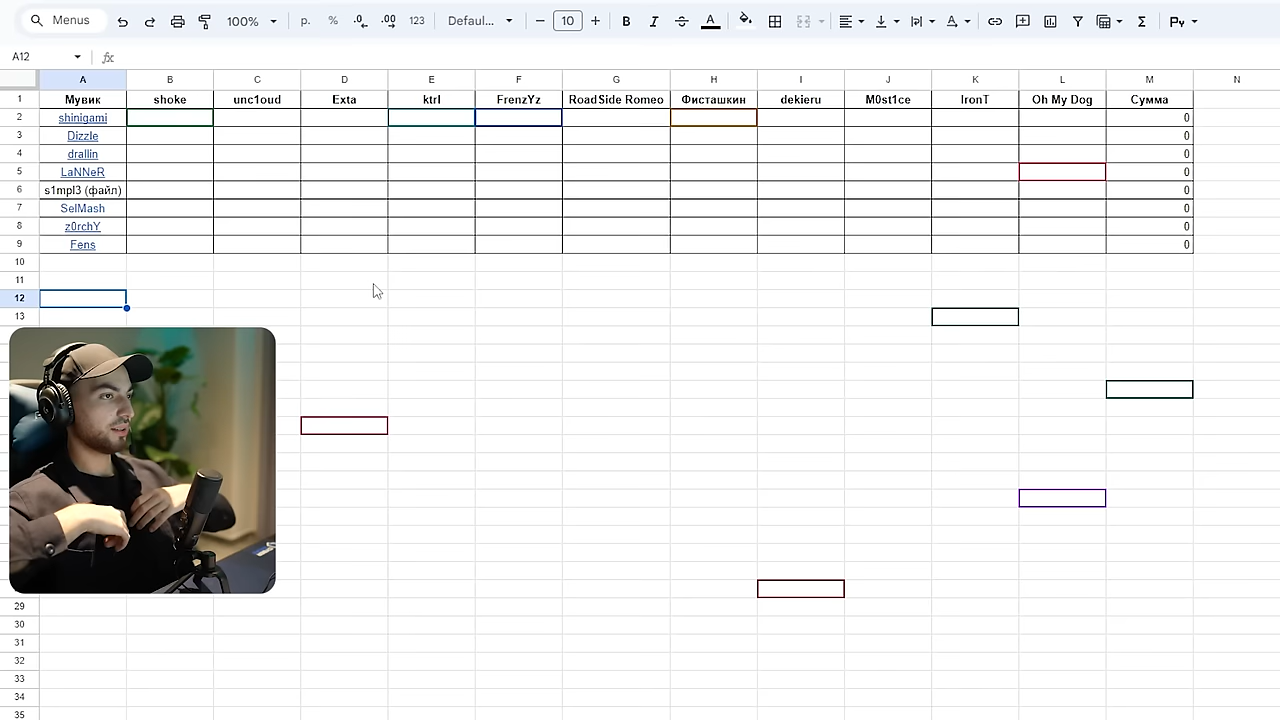 Menus 100% р. % .0 .00 123 Defaul... 10 B I A Σ
A12 fx
A B C D E F G H I J K L M N
1 Мувик shoke unc1oud Exta ktrl FrenzYz RoadSide Romeo Фисташкин dekieru M0st1ce IronT Oh My Dog Сумма
2 shinigami 0
3 Dizzle 0
4 drallin 0
5 LaNNeR 0
6 s1mpl3 (файл) 0
7 SelMash 0
8 z0rchY 0
9 Fens 0
10
11
12
13
29
30
31
32
33
34
35